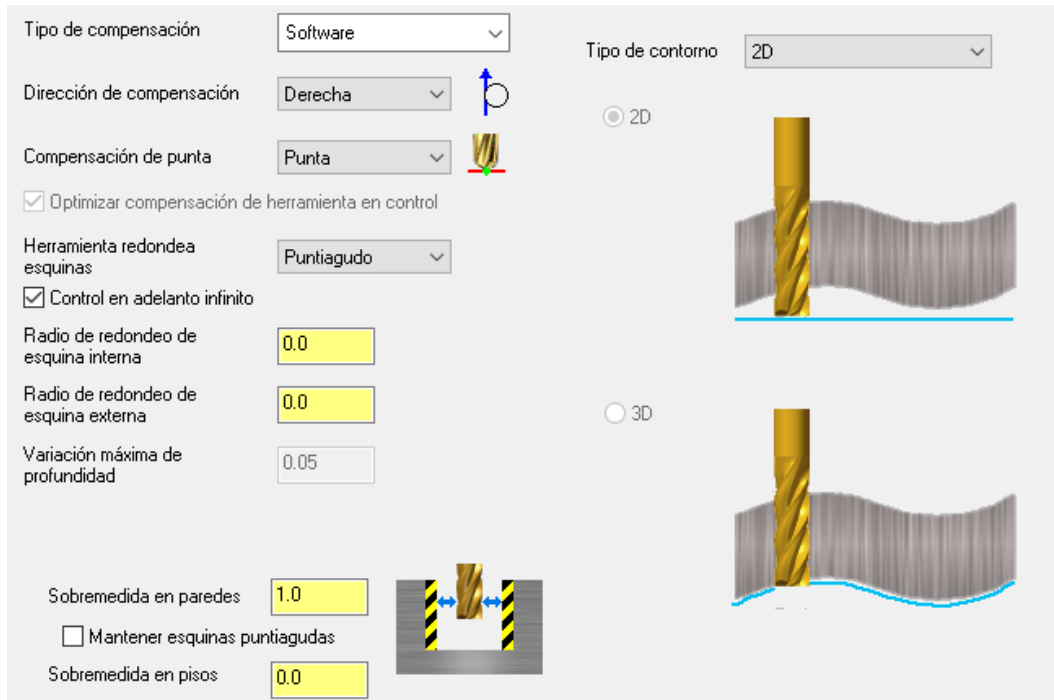 Tipo de compensación
Software
Dirección de compensación
Derecha
Compensación de punta
Punta
Optimizar compensación de herramienta en control
Herramienta redondea
esquinas
Puntiagudo
Control en adelanto infinito
Radio de redondeo de
esquina interna
0.0
Radio de redondeo de
esquina externa
0.0
Variación máxima de
profundidad
0.05
Sobremedida en paredes
1.0
Mantener esquinas puntiagudas
Sobremedida en pisos
0.0
Tipo de contorno
2D
2D
3D